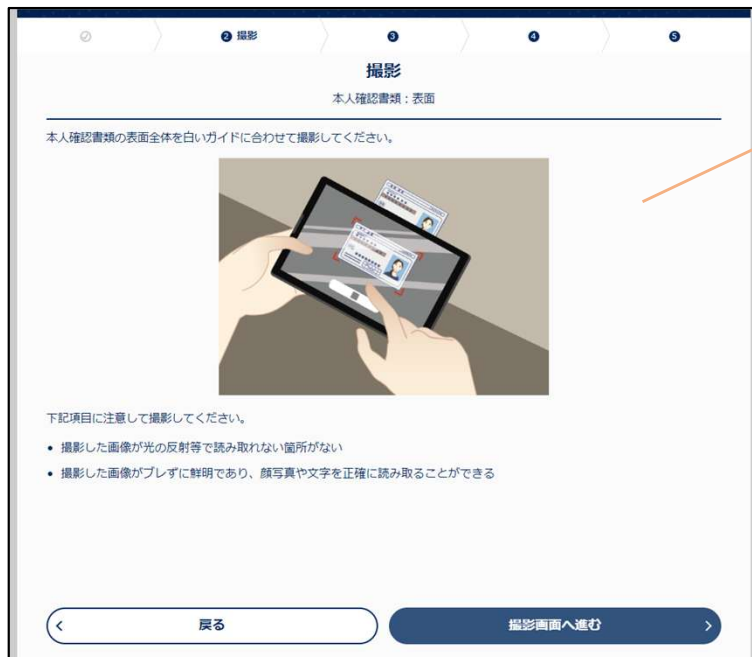 2 撮影
3
4
5
撮影
本人確認書類：表面
本人確認書類の表面全体を白いガイドに合わせて撮影してください。
下記項目に注意して撮影してください。
• 撮影した画像が光の反射等で読み取れない箇所がない
• 撮影した画像がブレずに鮮明であり、顔写真や文字を正確に読み取ることができる
戻る
撮影画面へ進む